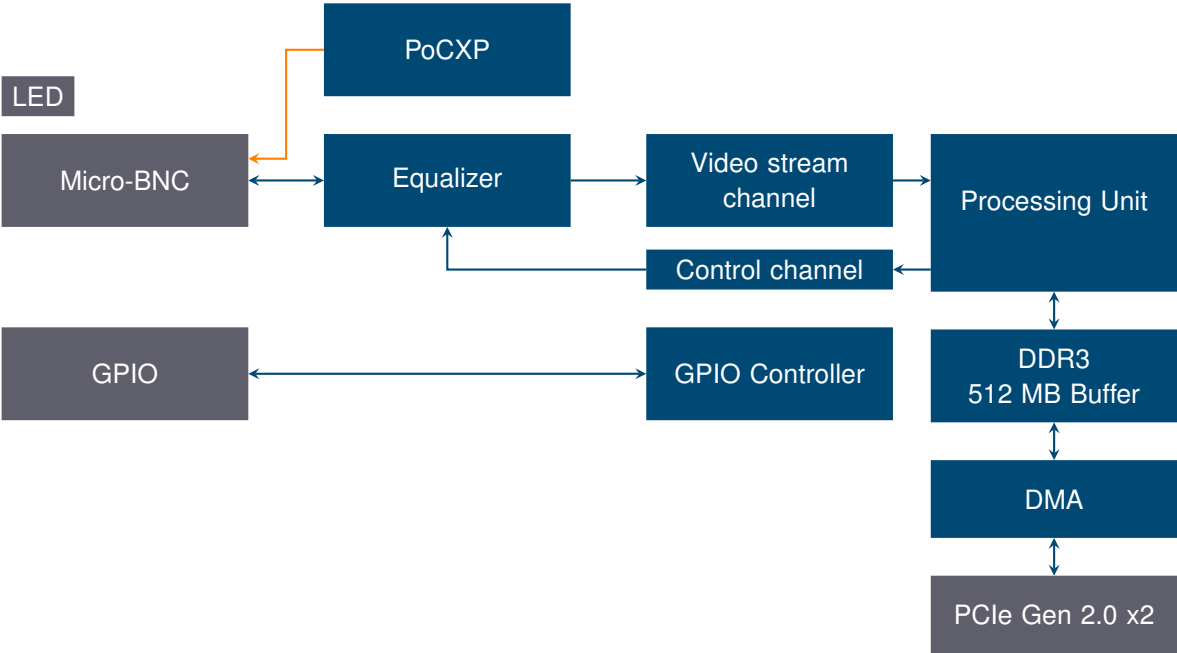 PoCXP
LED
Micro-BNC
Equalizer
Video stream
channel
Processing Unit
Control channel
GPIO
GPIO Controller
DDR3
512 MB Buffer
DMA
PCIe Gen 2.0 x2